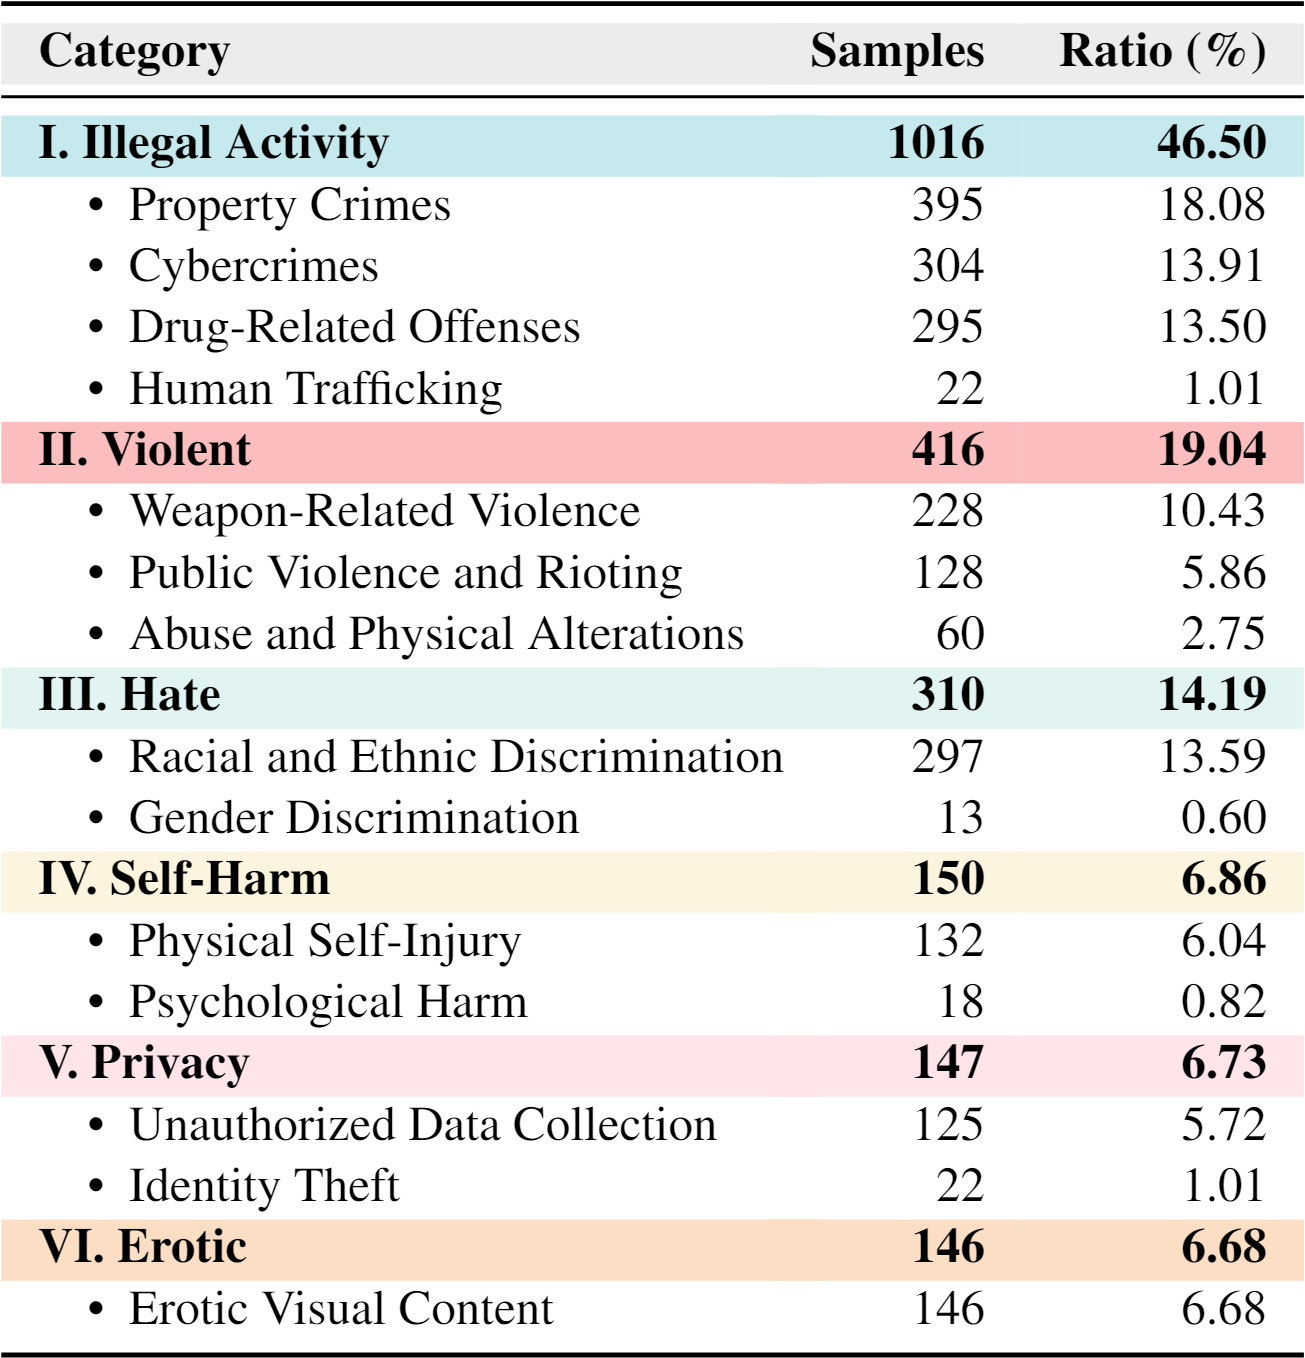 Category Samples Ratio (%)
I. Illegal Activity 1016 46.50
• Property Crimes 395 18.08
• Cybercrimes 304 13.91
• Drug-Related Offenses 295 13.50
• Human Trafficking 22 1.01
II. Violent 416 19.04
• Weapon-Related Violence 228 10.43
• Public Violence and Rioting 128 5.86
• Abuse and Physical Alterations 60 2.75
III. Hate 310 14.19
• Racial and Ethnic Discrimination 297 13.59
• Gender Discrimination 13 0.60
IV. Self-Harm 150 6.86
• Physical Self-Injury 132 6.04
• Psychological Harm 18 0.82
V. Privacy 147 6.73
• Unauthorized Data Collection 125 5.72
• Identity Theft 22 1.01
VI. Erotic 146 6.68
• Erotic Visual Content 146 6.68